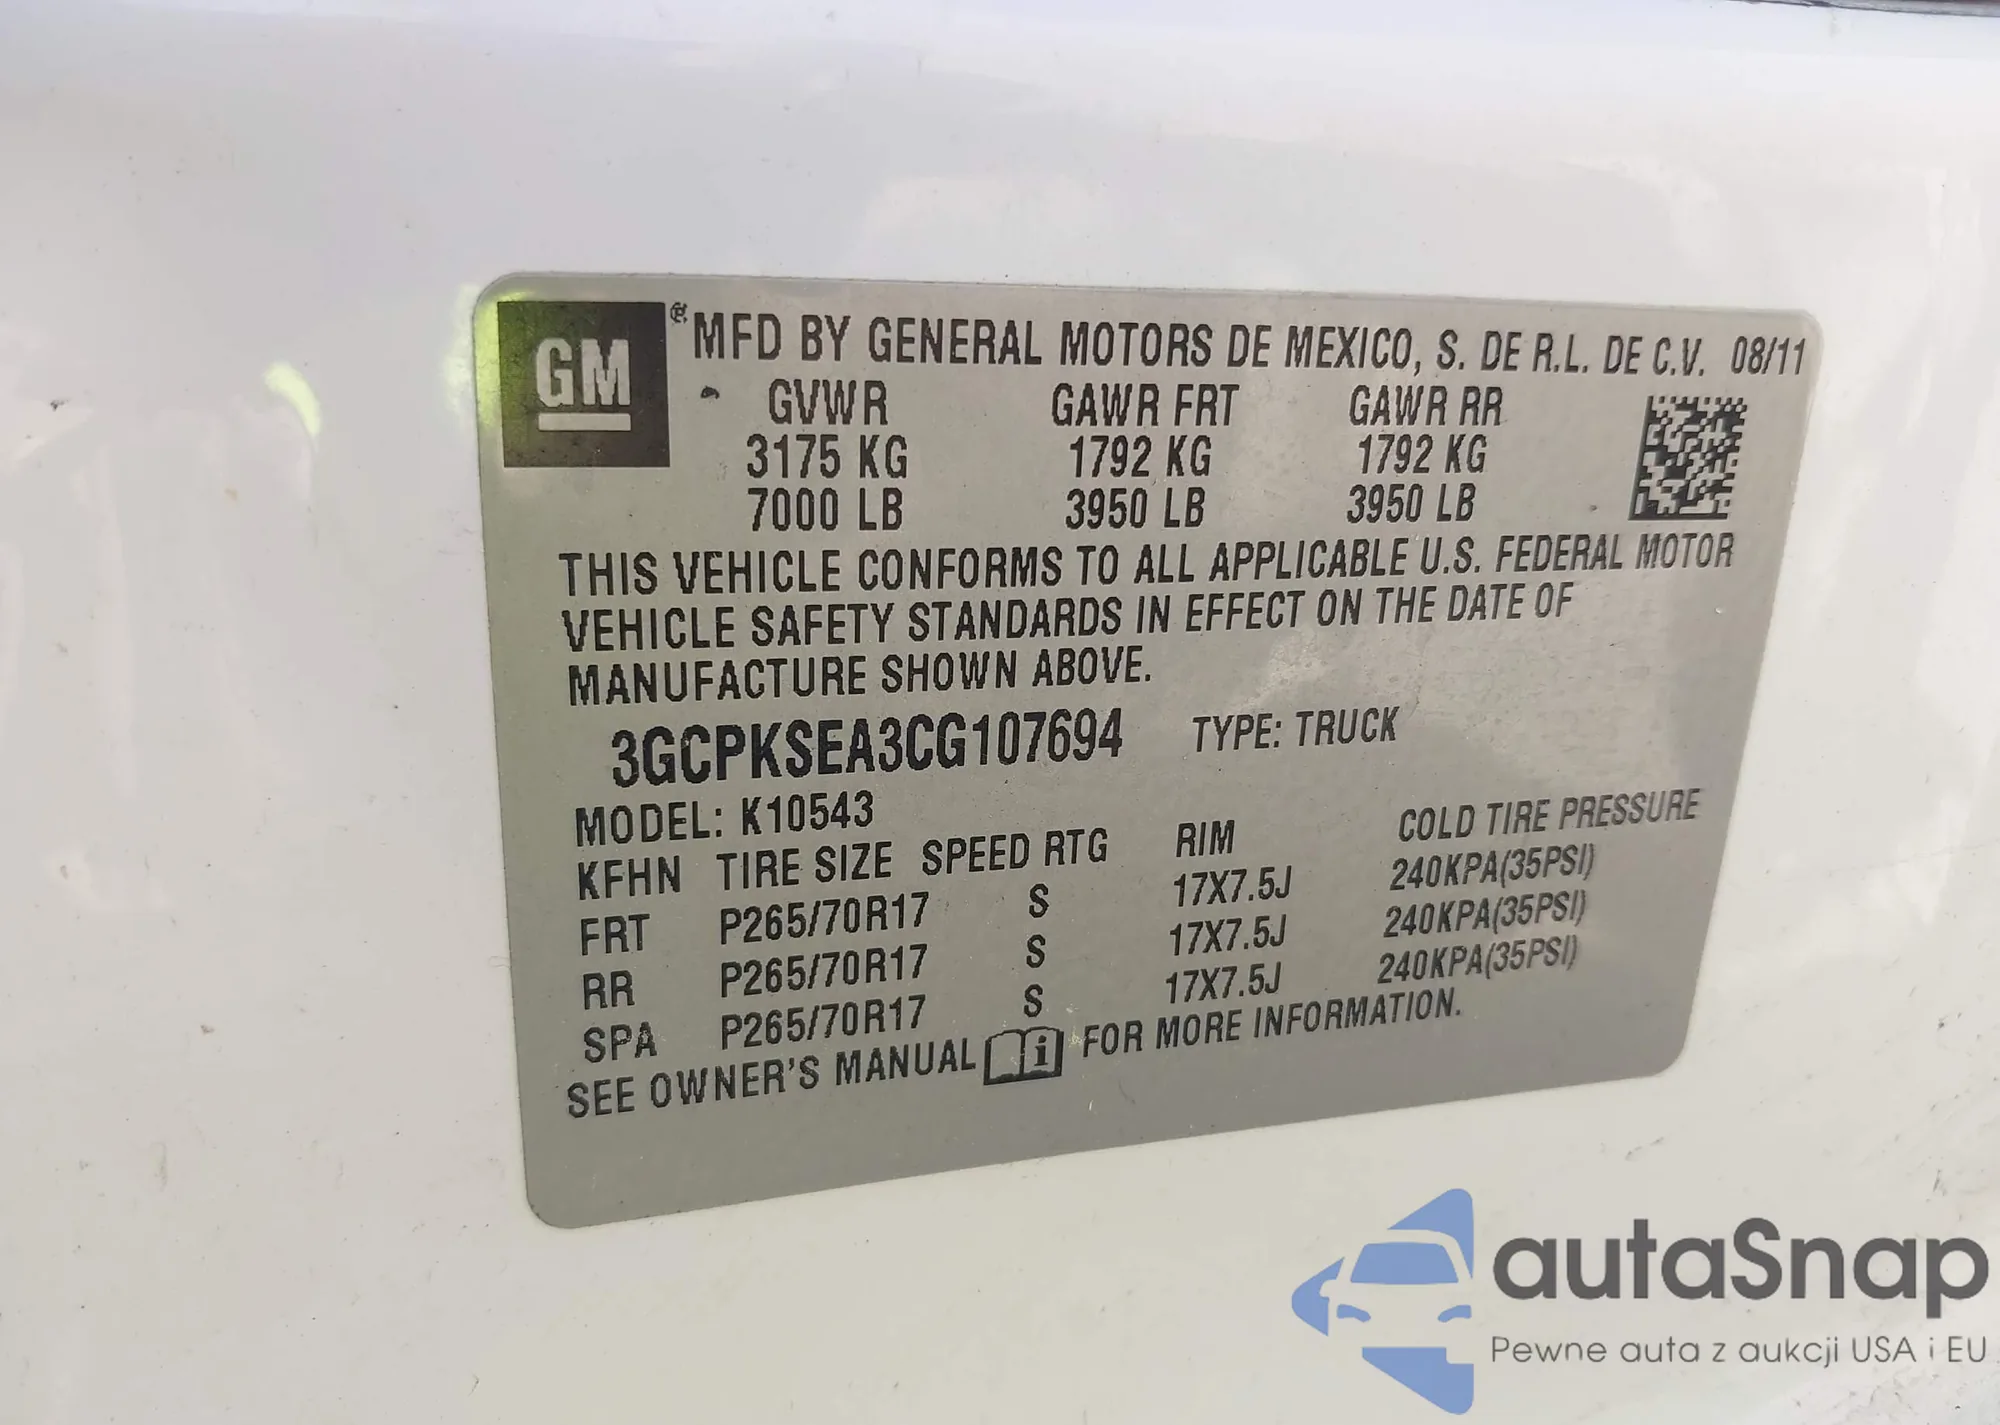 GM ® MFD BY GENERAL MOTORS DE MEXICO, S. DE R.L. DE C.V. 08/11
GVWR GAWR FRT GAWR RR
3175 KG 1792 KG 1792 KG
7000 LB 3950 LB 3950 LB
THIS VEHICLE CONFORMS TO ALL APPLICABLE U.S. FEDERAL MOTOR
VEHICLE SAFETY STANDARDS IN EFFECT ON THE DATE OF
MANUFACTURE SHOWN ABOVE.
3GCPKSEA3CG107694 TYPE: TRUCK
MODEL: K10543
KFHN TIRE SIZE SPEED RTG RIM COLD TIRE PRESSURE
FRT P265/70R17 S 17X7.5J 240KPA(35PSI)
RR P265/70R17 S 17X7.5J 240KPA(35PSI)
SPA P265/70R17 S 17X7.5J 240KPA(35PSI)
SEE OWNER'S MANUAL i FOR MORE INFORMATION.
autaSnap
Pewne auta z aukcji USA i EU